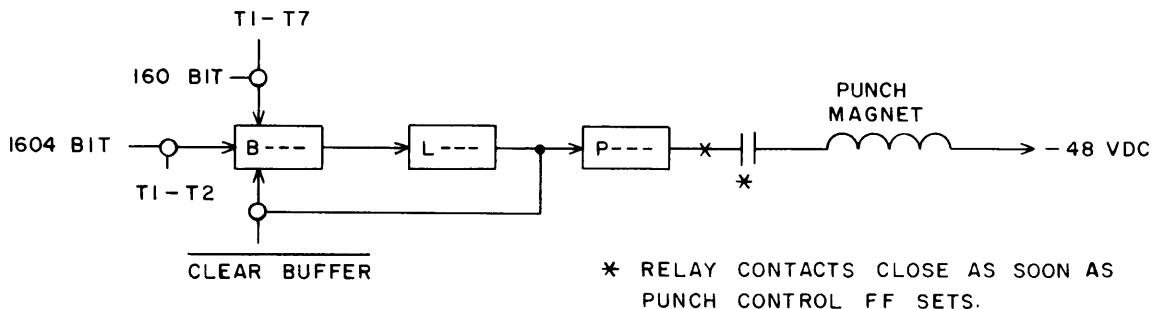 T1-T7
160 BIT
PUNCH
MAGNET
1604 BIT
B---
L---
P---
-48 VDC
T1-T2
*
CLEAR BUFFER
* RELAY CONTACTS CLOSE AS SOON AS
PUNCH CONTROL FF SETS.